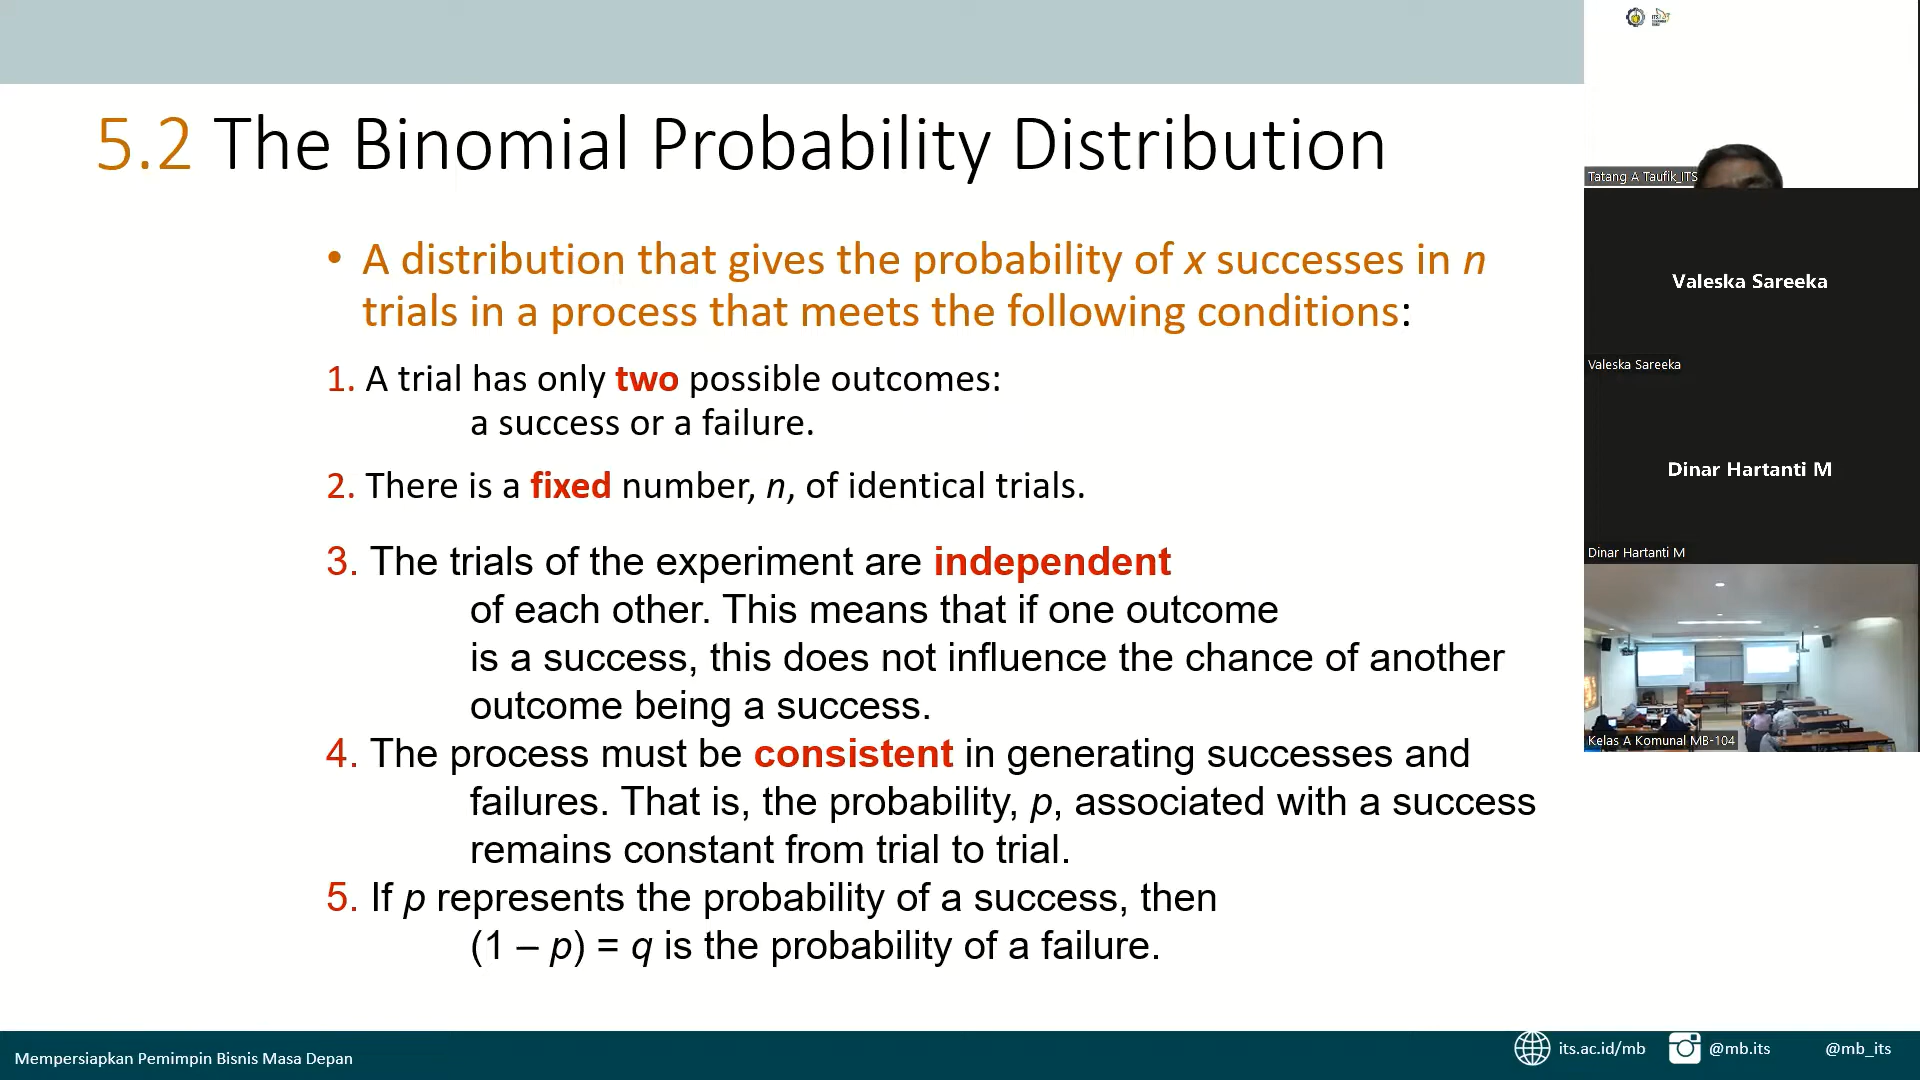 5.2 The Binomial Probability Distribution
• A distribution that gives the probability of x successes in n
trials in a process that meets the following conditions:
1. A trial has only two possible outcomes:
a success or a failure.
2. There is a fixed number, n, of identical trials.
3. The trials of the experiment are independent
of each other. This means that if one outcome
is a success, this does not influence the chance of another
outcome being a success.
4. The process must be consistent in generating successes and
failures. That is, the probability, p, associated with a success
remains constant from trial to trial.
5. If p represents the probability of a success, then
(1 – p) = q is the probability of a failure.
Mempersiapkan Pemimpin Bisnis Masa Depan
its.ac.id/mb
@mb.its
@mb_its
Tatang A Taufik_ITS
Valeska Sareeka
Valeska Sareeka
Dinar Hartanti M
Dinar Hartanti M
Kelas A Komunal MB-104